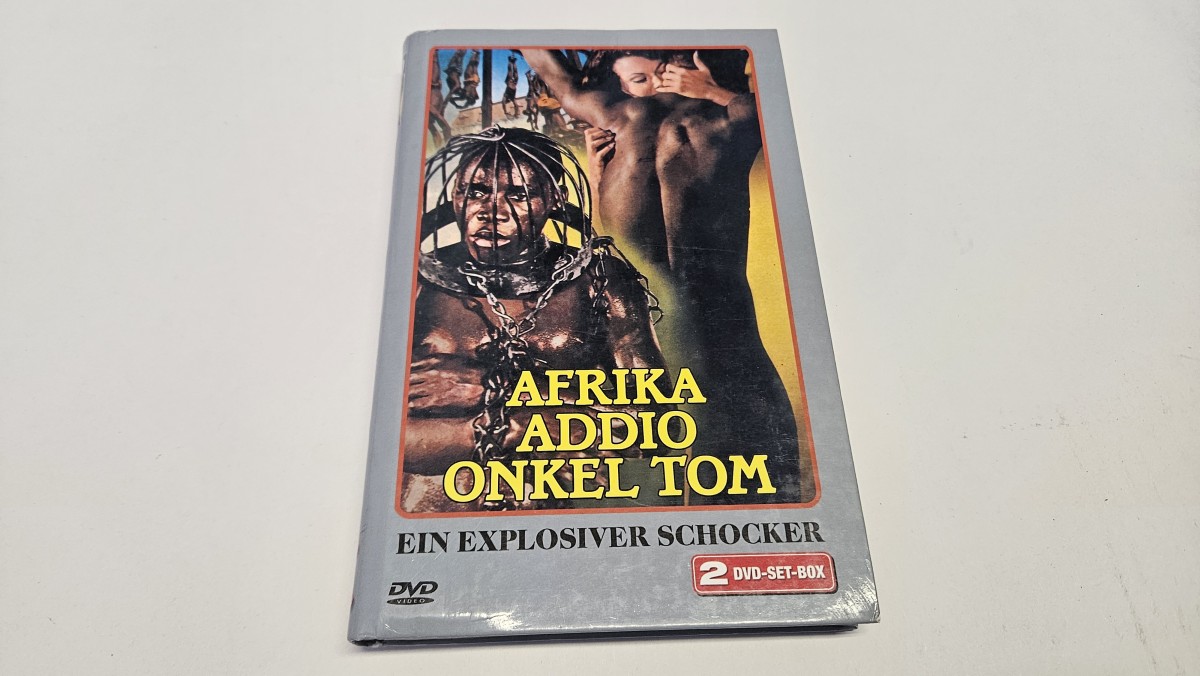 AFRIKA
ADDIO
ONKEL TOM
EIN EXPLOSIVER SCHOCKER
2 DVD-SET-BOX
DVD
VIDEO